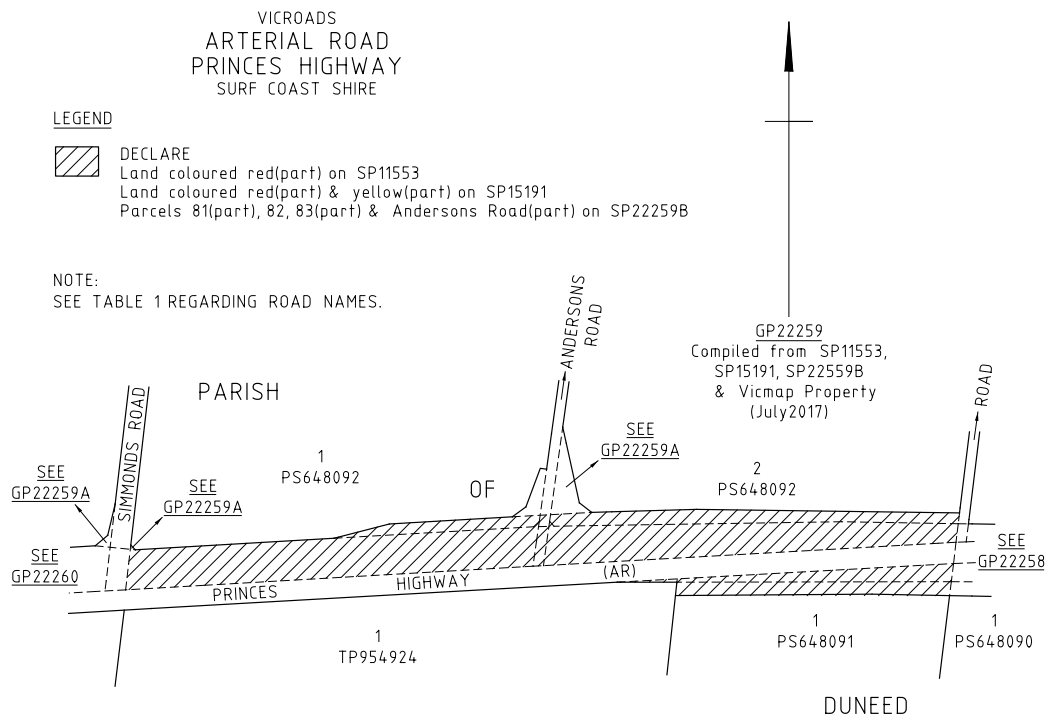 VICROADS
ARTERIAL ROAD
PRINCES HIGHWAY
SURF COAST SHIRE
LEGEND
DECLARE
Land coloured red(part) on SP11553
Land coloured red(part) & yellow(part) on SP15191
Parcels 81(part), 82, 83(part) & Andersons Road(part) on SP22259B
NOTE:
SEE TABLE 1 REGARDING ROAD NAMES.
GP22259
Compiled from SP11553,
SP15191, SP22559B
& Vicmap Property
(July2017)
ANDERSONS
ROAD
ROAD
SIMMONDS ROAD
PARISH
SEE
GP22259A
1
PS648092
2
PS648092
OF
SEE
GP22259A
SEE
GP22259A
SEE
GP22260
SEE
GP22258
PRINCES HIGHWAY (AR)
1
TP954924
1
PS648091
1
PS648090
DUNEED